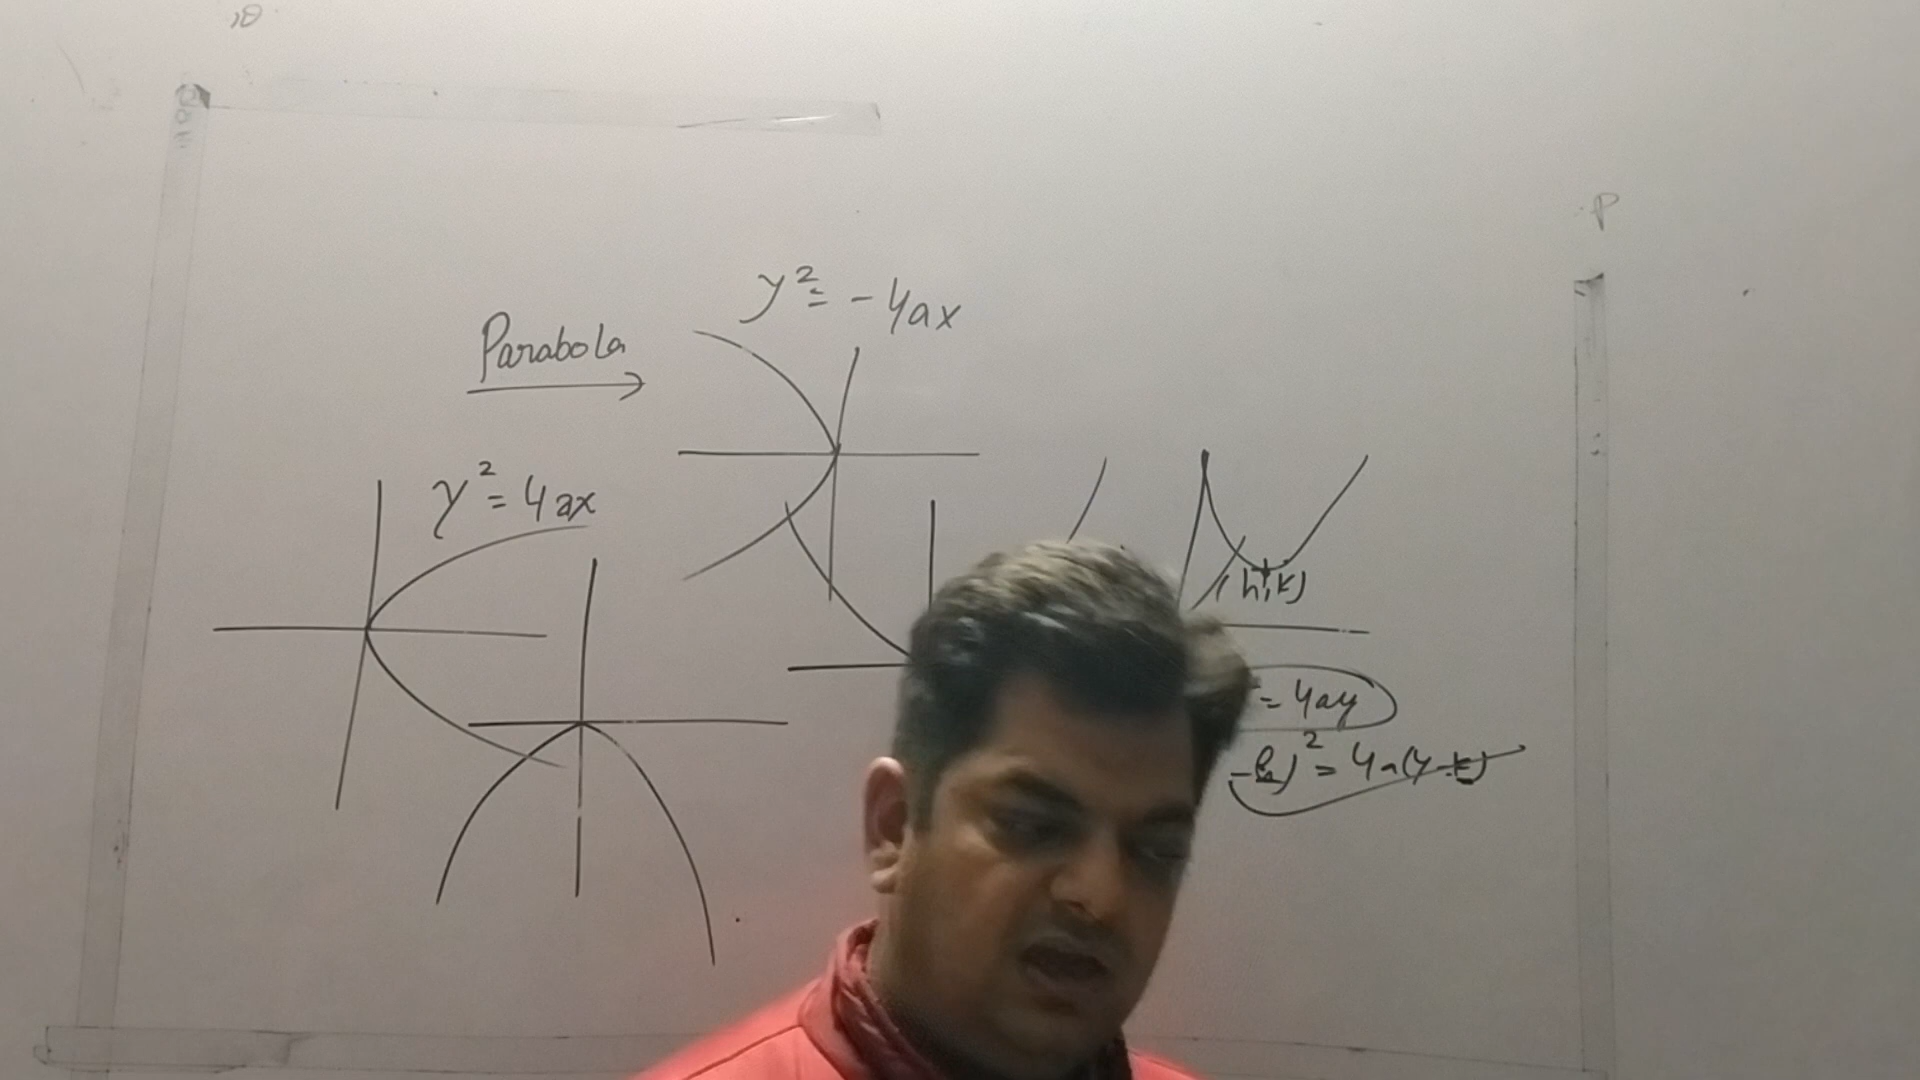 y² = -4ax
Parabola
y² = 4ax
(h,k)
= 4ay
-h)² = 4a(y-k)
P